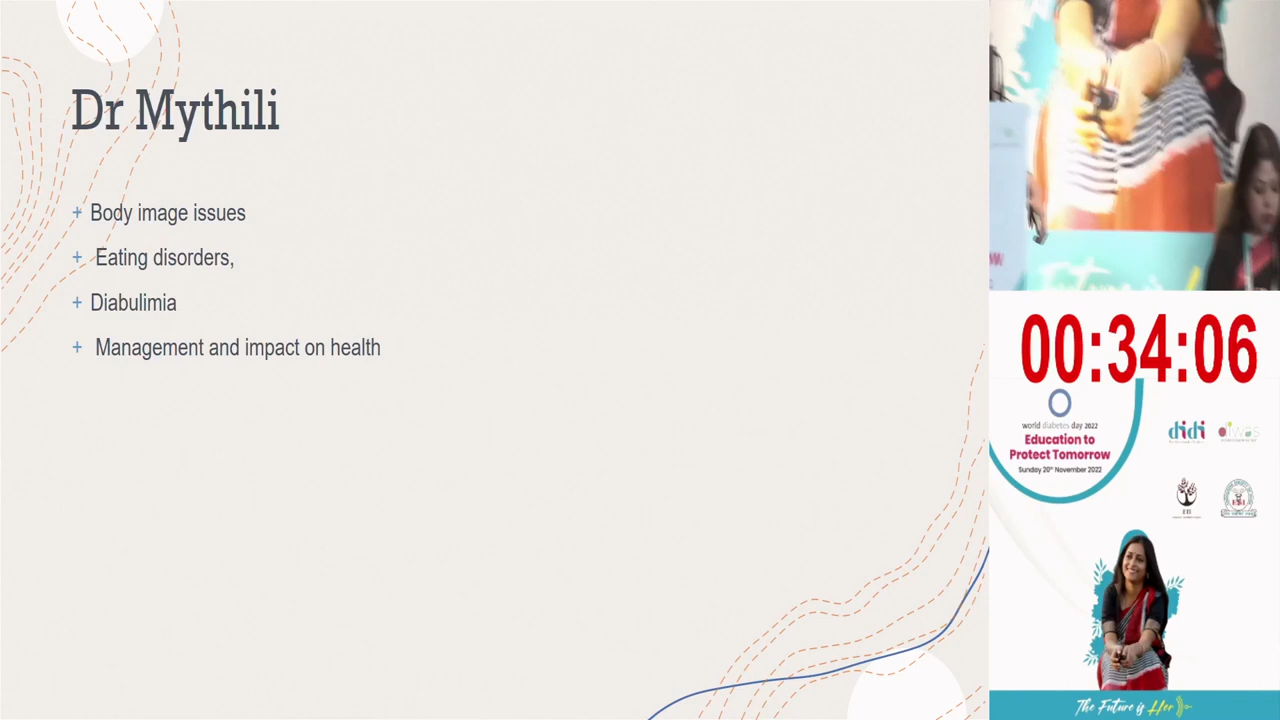 Dr Mythili
+ Body image issues
+ Eating disorders,
+ Diabulimia
+ Management and impact on health
00:34:06
world diabetes day 2022
Education to
Protect Tomorrow
Sunday 20th November 2022
didi
The Future is Her